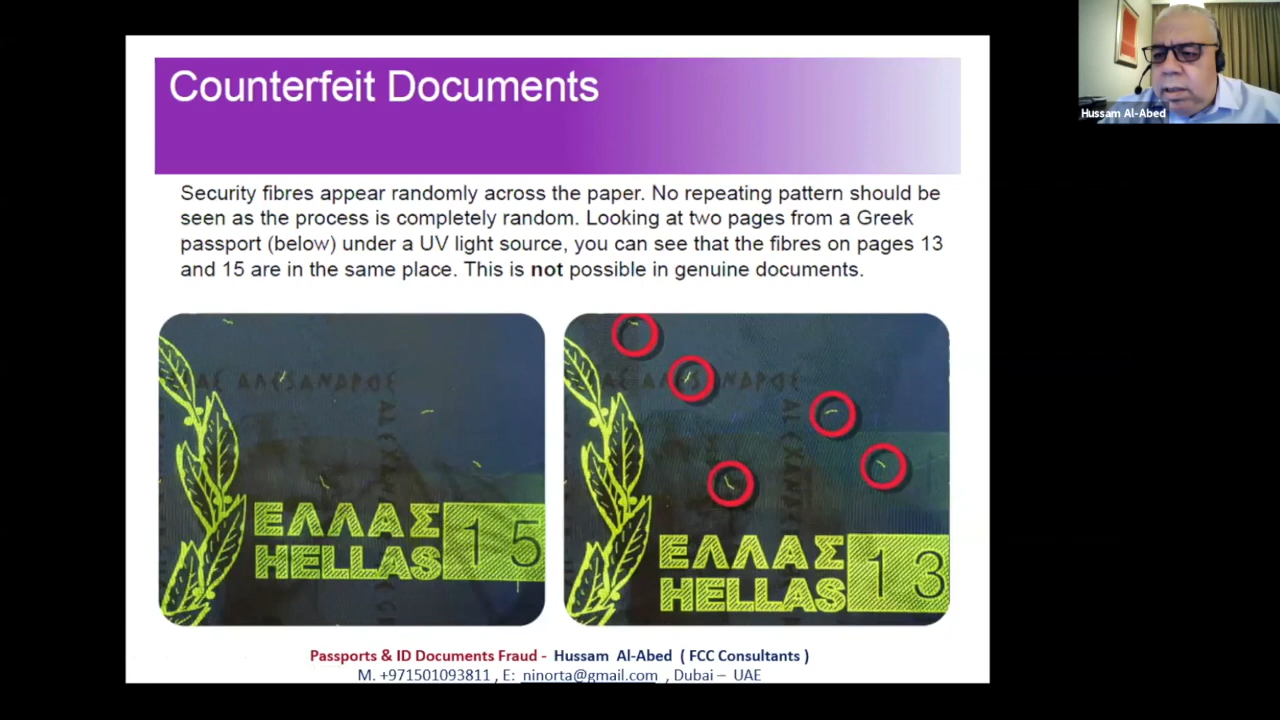 Counterfeit Documents
Security fibres appear randomly across the paper. No repeating pattern should be
seen as the process is completely random. Looking at two pages from a Greek
passport (below) under a UV light source, you can see that the fibres on pages 13
and 15 are in the same place. This is not possible in genuine documents.
ΕΛΛΑΣ
HELLAS
15
ΕΛΛΑΣ
HELLAS
13
Passports & ID Documents Fraud - Hussam Al-Abed ( FCC Consultants )
M. +971501093811 , E: ninorta@gmail.com , Dubai – UAE
Hussam Al-Abed